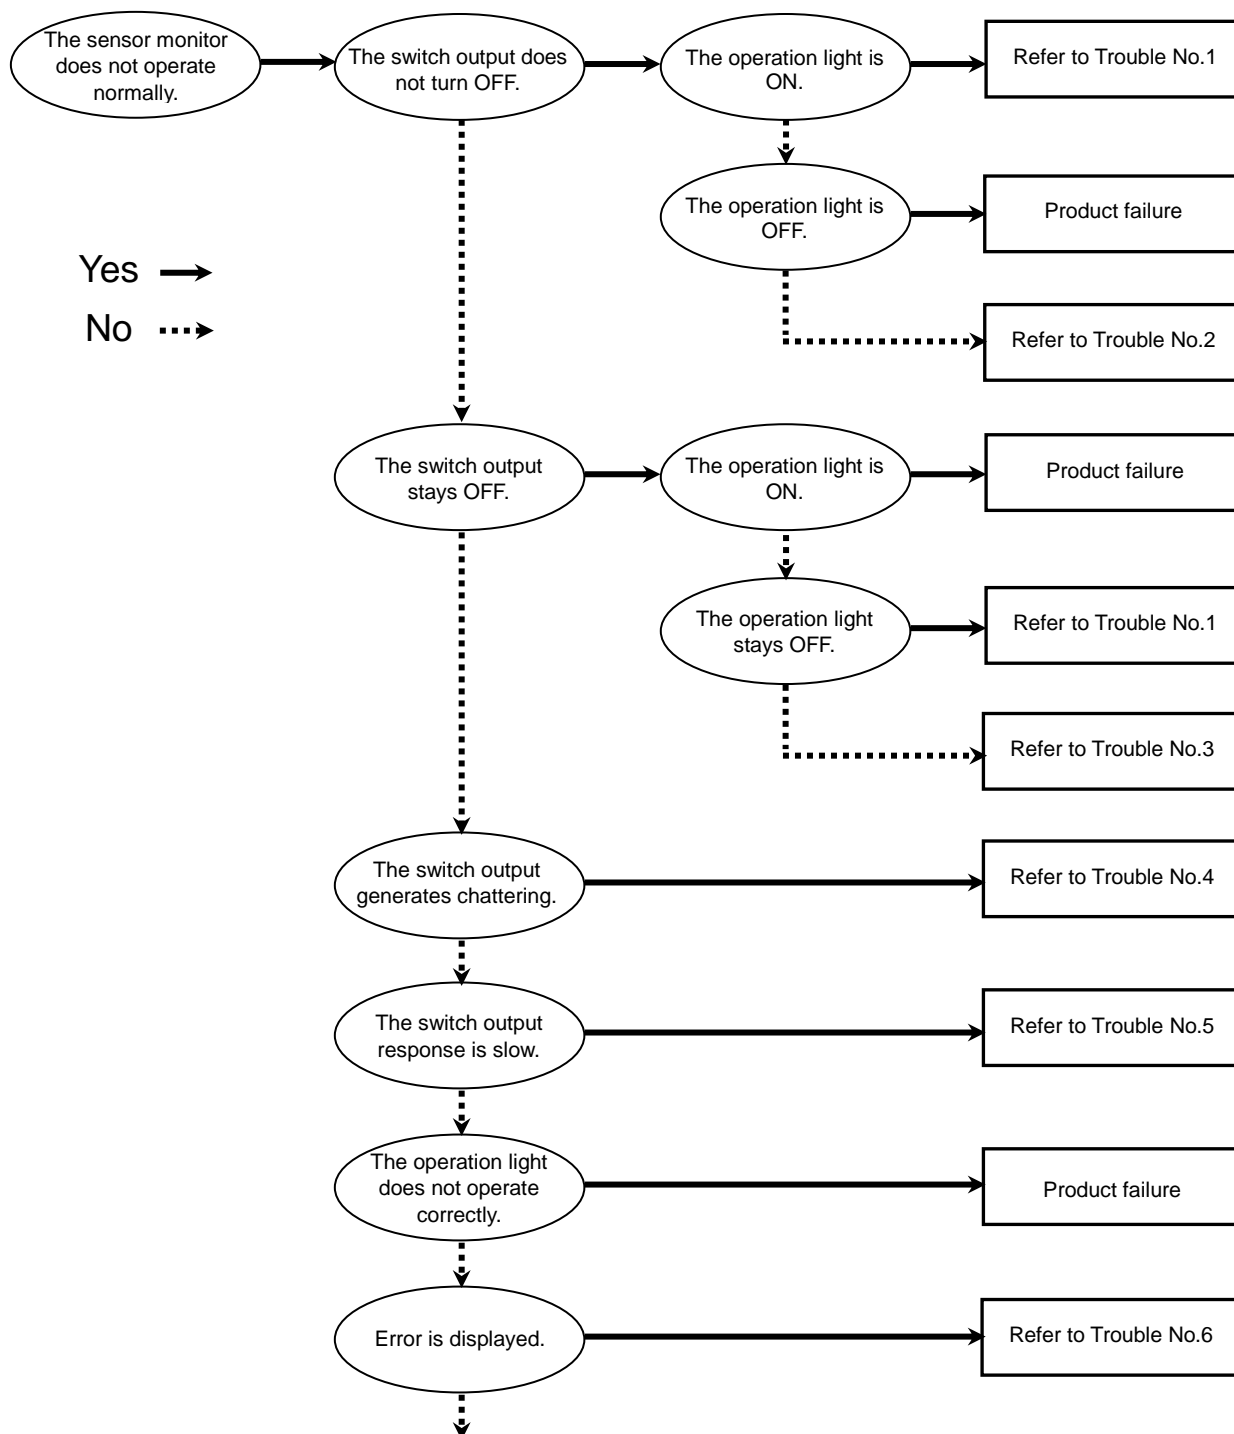 The sensor monitor
does not operate
normally.
The switch output does
not turn OFF.
The operation light is
ON.
Refer to Trouble No.1
The operation light is
OFF.
Product failure
Yes
No
Refer to Trouble No.2
The switch output
stays OFF.
The operation light is
ON.
Product failure
The operation light
stays OFF.
Refer to Trouble No.1
Refer to Trouble No.3
The switch output
generates chattering.
Refer to Trouble No.4
The switch output
response is slow.
Refer to Trouble No.5
The operation light
does not operate
correctly.
Product failure
Error is displayed.
Refer to Trouble No.6